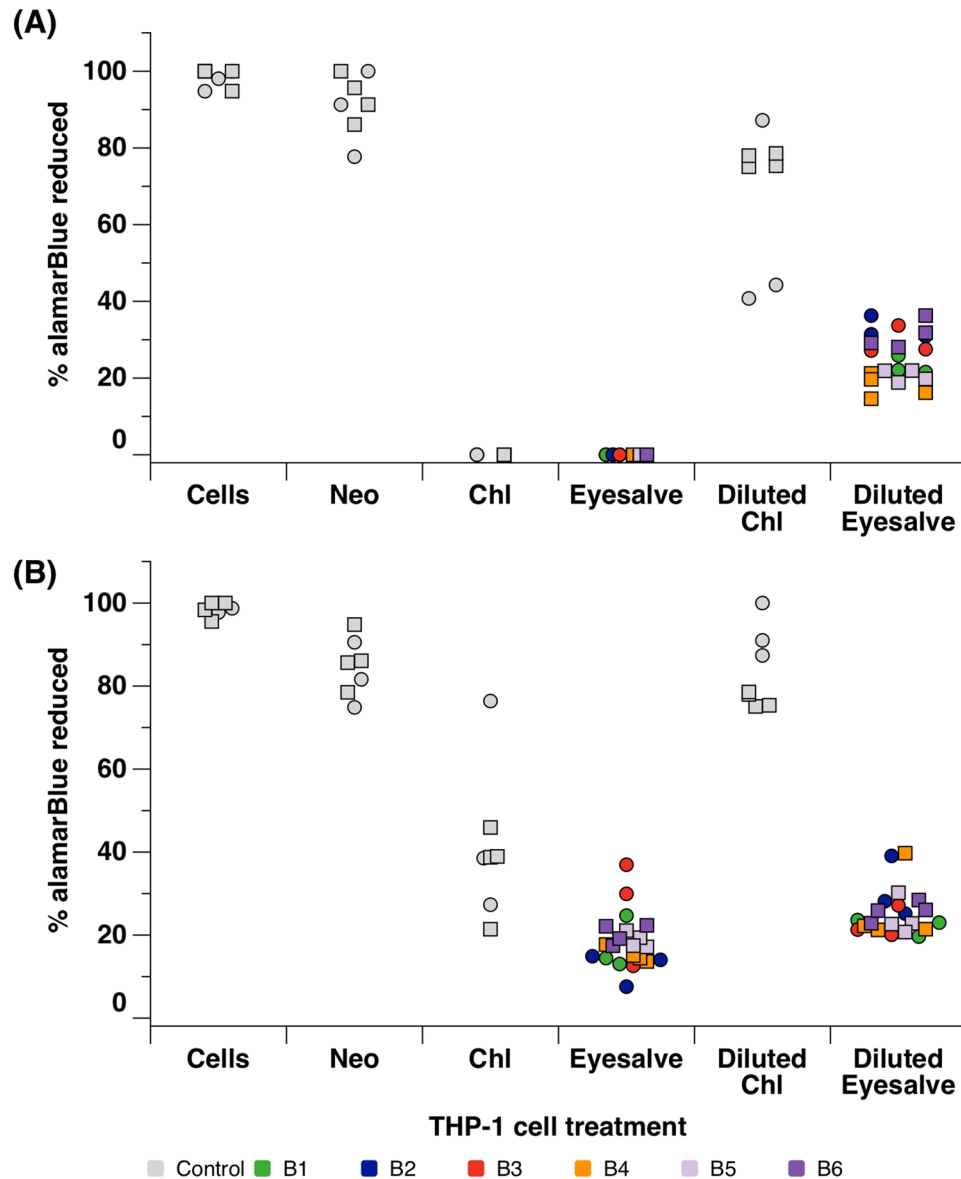 (A)
% alamarBlue reduced
100
80
60
40
20
0
Cells Neo Chl Eyesalve Diluted Chl Diluted Eyesalve
(B)
% alamarBlue reduced
100
80
60
40
20
0
Cells Neo Chl Eyesalve Diluted Chl Diluted Eyesalve
THP-1 cell treatment
Control B1 B2 B3 B4 B5 B6